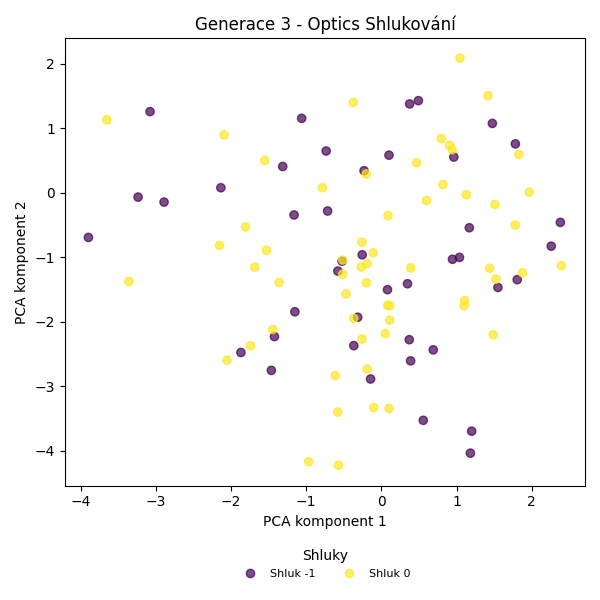 Generace 3 - Optics Shlukování
2
1
0
−1
−2
−3
−4
PCA komponent 2
−4 −3 −2 −1 0 1 2
PCA komponent 1
Shluky
Shluk -1 Shluk 0